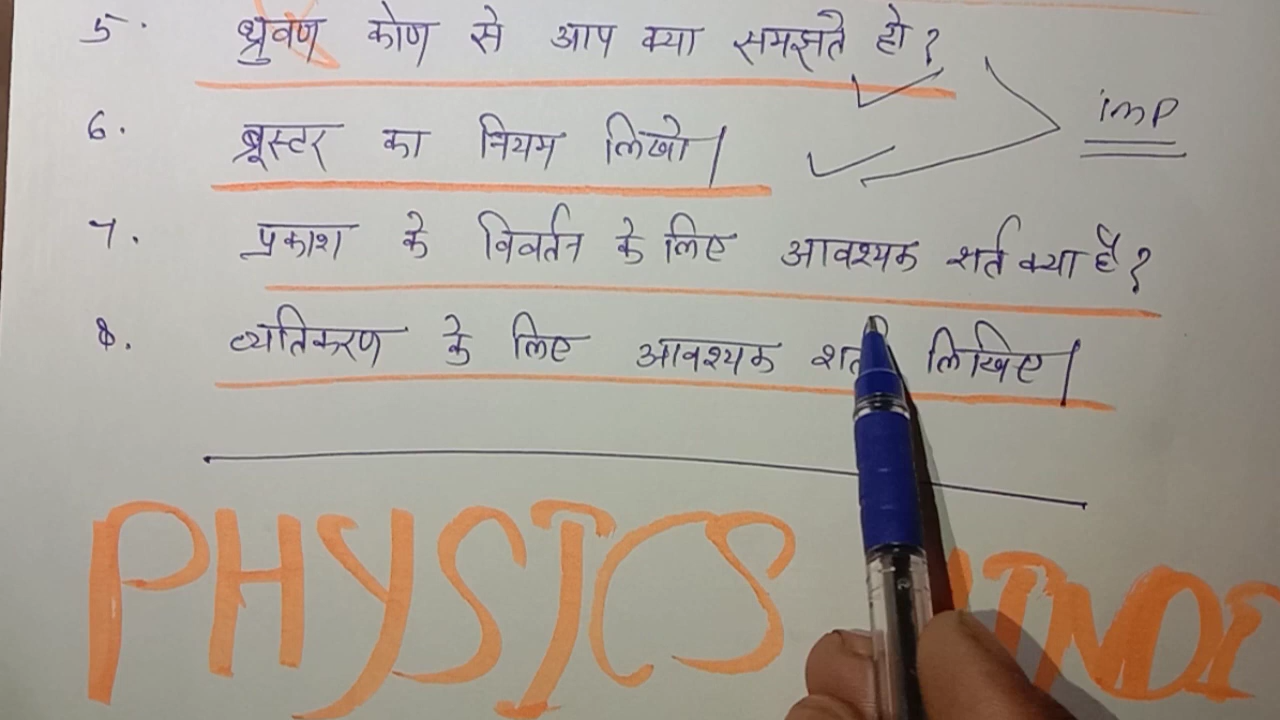 5. ध्रुवण कोण से आप क्या समझते हो?
imp
6. ब्रूस्टर का नियम लिखो|
7. प्रकाश के विवर्तन के लिए आवश्यक शर्त क्या है?
8. व्यतिकरण के लिए आवश्यक लिखिए|
PHYSICS